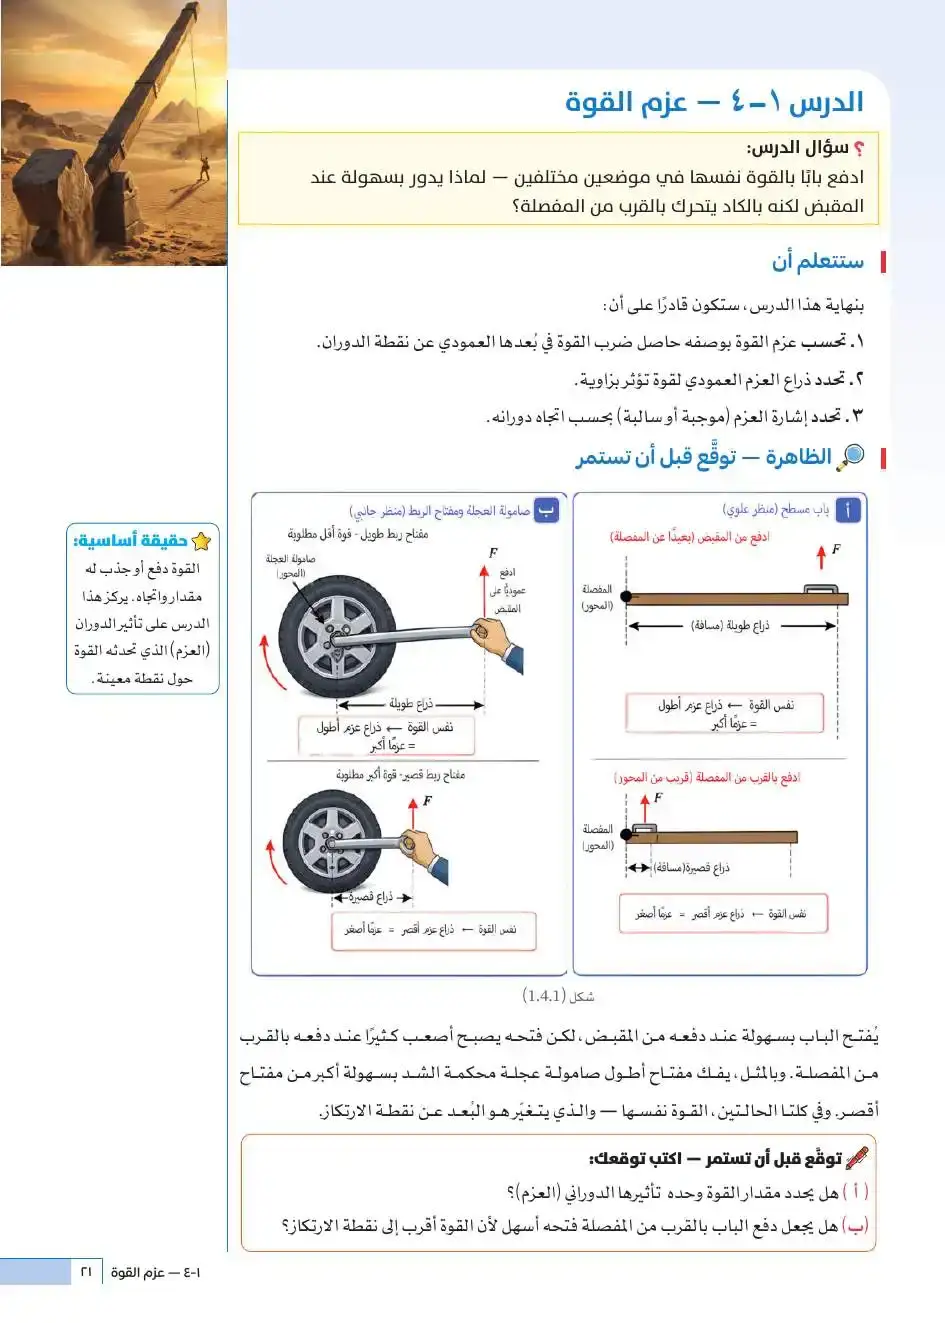 الدرس ١-٤ — عزم القوة
؟ سؤال الدرس:
ادفع بابًا بالقوة نفسها في موضعين مختلفين — لماذا يدور بسهولة عند
المقبض لكنه بالكاد يتحرك بالقرب من المفصلة؟
ستتعلم أن
بنهاية هذا الدرس، ستكون قادرًا على أن:
١. تحسب عزم القوة بوصفه حاصل ضرب القوة في بُعدها العمودي عن نقطة الدوران.
٢. تحدد ذراع العزم العمودي لقوة تؤثر بزاوية.
٣. تحدد إشارة العزم (موجبة أو سالبة) بحسب اتجاه دورانه.
الظاهرة — توقَّع قبل أن تستمر
حقيقة أساسية:
القوة دفع أو جذب له
مقدار واتجاه. يركز هذا
الدرس على تأثير الدوران
(العزم) الذي تحدثه القوة
حول نقطة معينة.
أ
باب مسطح (منظر علوي)
ادفع من المقبض (بعيدًا عن المفصلة)
F
المفصلة
(المحور)
ذراع طويلة (مسافة)
نفس القوة ← ذراع عزم أطول
= عزمًا أكبر
ادفع بالقرب من المفصلة (قريب من المحور)
F
المفصلة
(المحور)
ذراع قصيرة(مسافة)
نفس القوة ← ذراع عزم أقصر = عزمًا أصغر
ب
صامولة العجلة ومفتاح الربط (منظر جانبي)
مفتاح ربط طويل - قوة أقل مطلوبة
صامولة العجلة
(المحور)
F
ادفع
عموديًا على
المقبض
ذراع طويلة
نفس القوة ← ذراع عزم أطول
= عزمًا أكبر
مفتاح ربط قصير- قوة أكبر مطلوبة
F
ذراع قصيرة
نفس القوة ← ذراع عزم أقصر = عزمًا أصغر
شكل (1.4.1)
يُفتح الباب بسهولة عند دفعه من المقبض، لكن فتحه يصبح أصعب كثيرًا عند دفعه بالقرب
من المفصلة. وبالمثل، يفك مفتاح أطول صامولة عجلة محكمة الشد بسهولة أكبر من مفتاح
أقصر. وفي كلتا الحالتين، القوة نفسها — والذي يتغيّر هو البُعد عن نقطة الارتكاز.
توقَّع قبل أن تستمر — اكتب توقعك:
(أ) هل يحدد مقدار القوة وحده تأثيرها الدوراني (العزم)؟
(ب) هل يجعل دفع الباب بالقرب من المفصلة فتحه أسهل لأن القوة أقرب إلى نقطة الارتكاز؟
١-٤ — عزم القوة
٢١